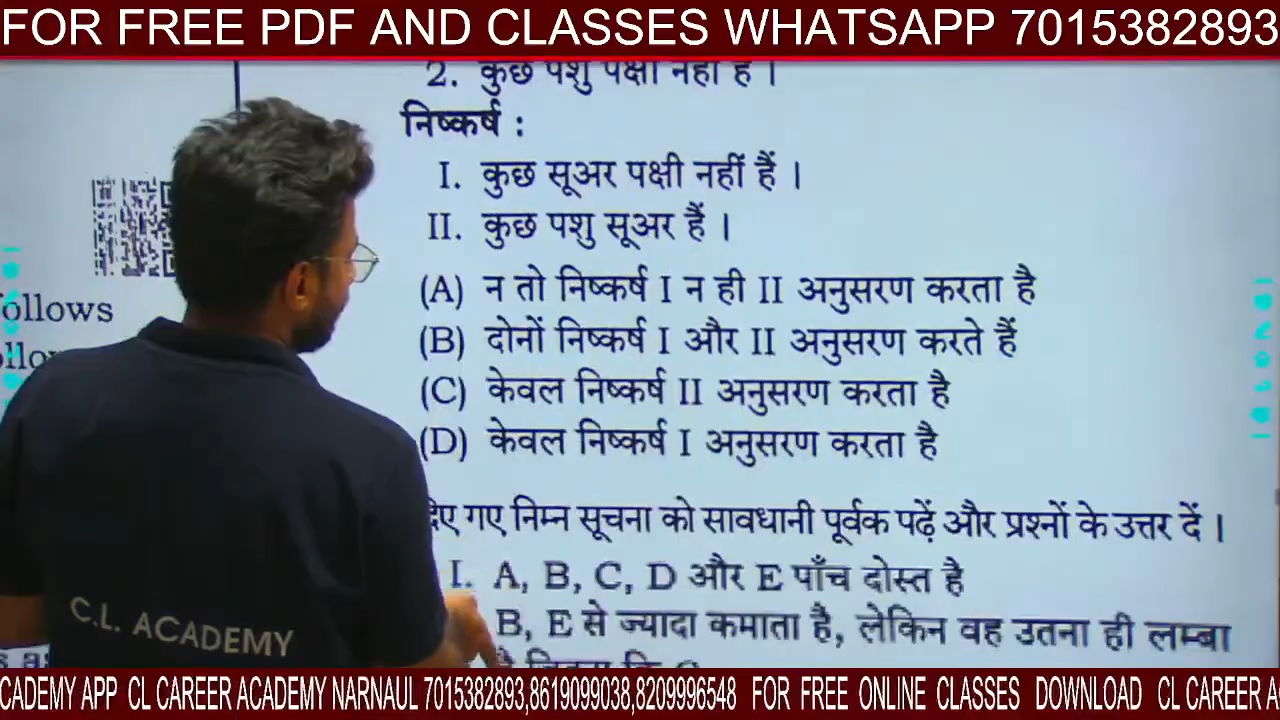 FOR FREE PDF AND CLASSES WHATSAPP 7015382893
2. कुछ पशु पक्षी नहीं हैं ।
निष्कर्ष :
I. कुछ सूअर पक्षी नहीं हैं ।
II. कुछ पशु सूअर हैं ।
(A) न तो निष्कर्ष I न ही II अनुसरण करता है
(B) दोनों निष्कर्ष I और II अनुसरण करते हैं
(C) केवल निष्कर्ष II अनुसरण करता है
(D) केवल निष्कर्ष I अनुसरण करता है
ollows
दिए गए निम्न सूचना को सावधानी पूर्वक पढ़ें और प्रश्नों के उत्तर दें ।
I. A, B, C, D और E पाँच दोस्त है
B, E से ज्यादा कमाता है, लेकिन वह उतना ही लम्बा
C.L. ACADEMY
CADEMY APP CL CAREER ACADEMY NARNAUL 7015382893,8619099038,8209996548 FOR FREE ONLINE CLASSES DOWNLOAD CL CAREER A